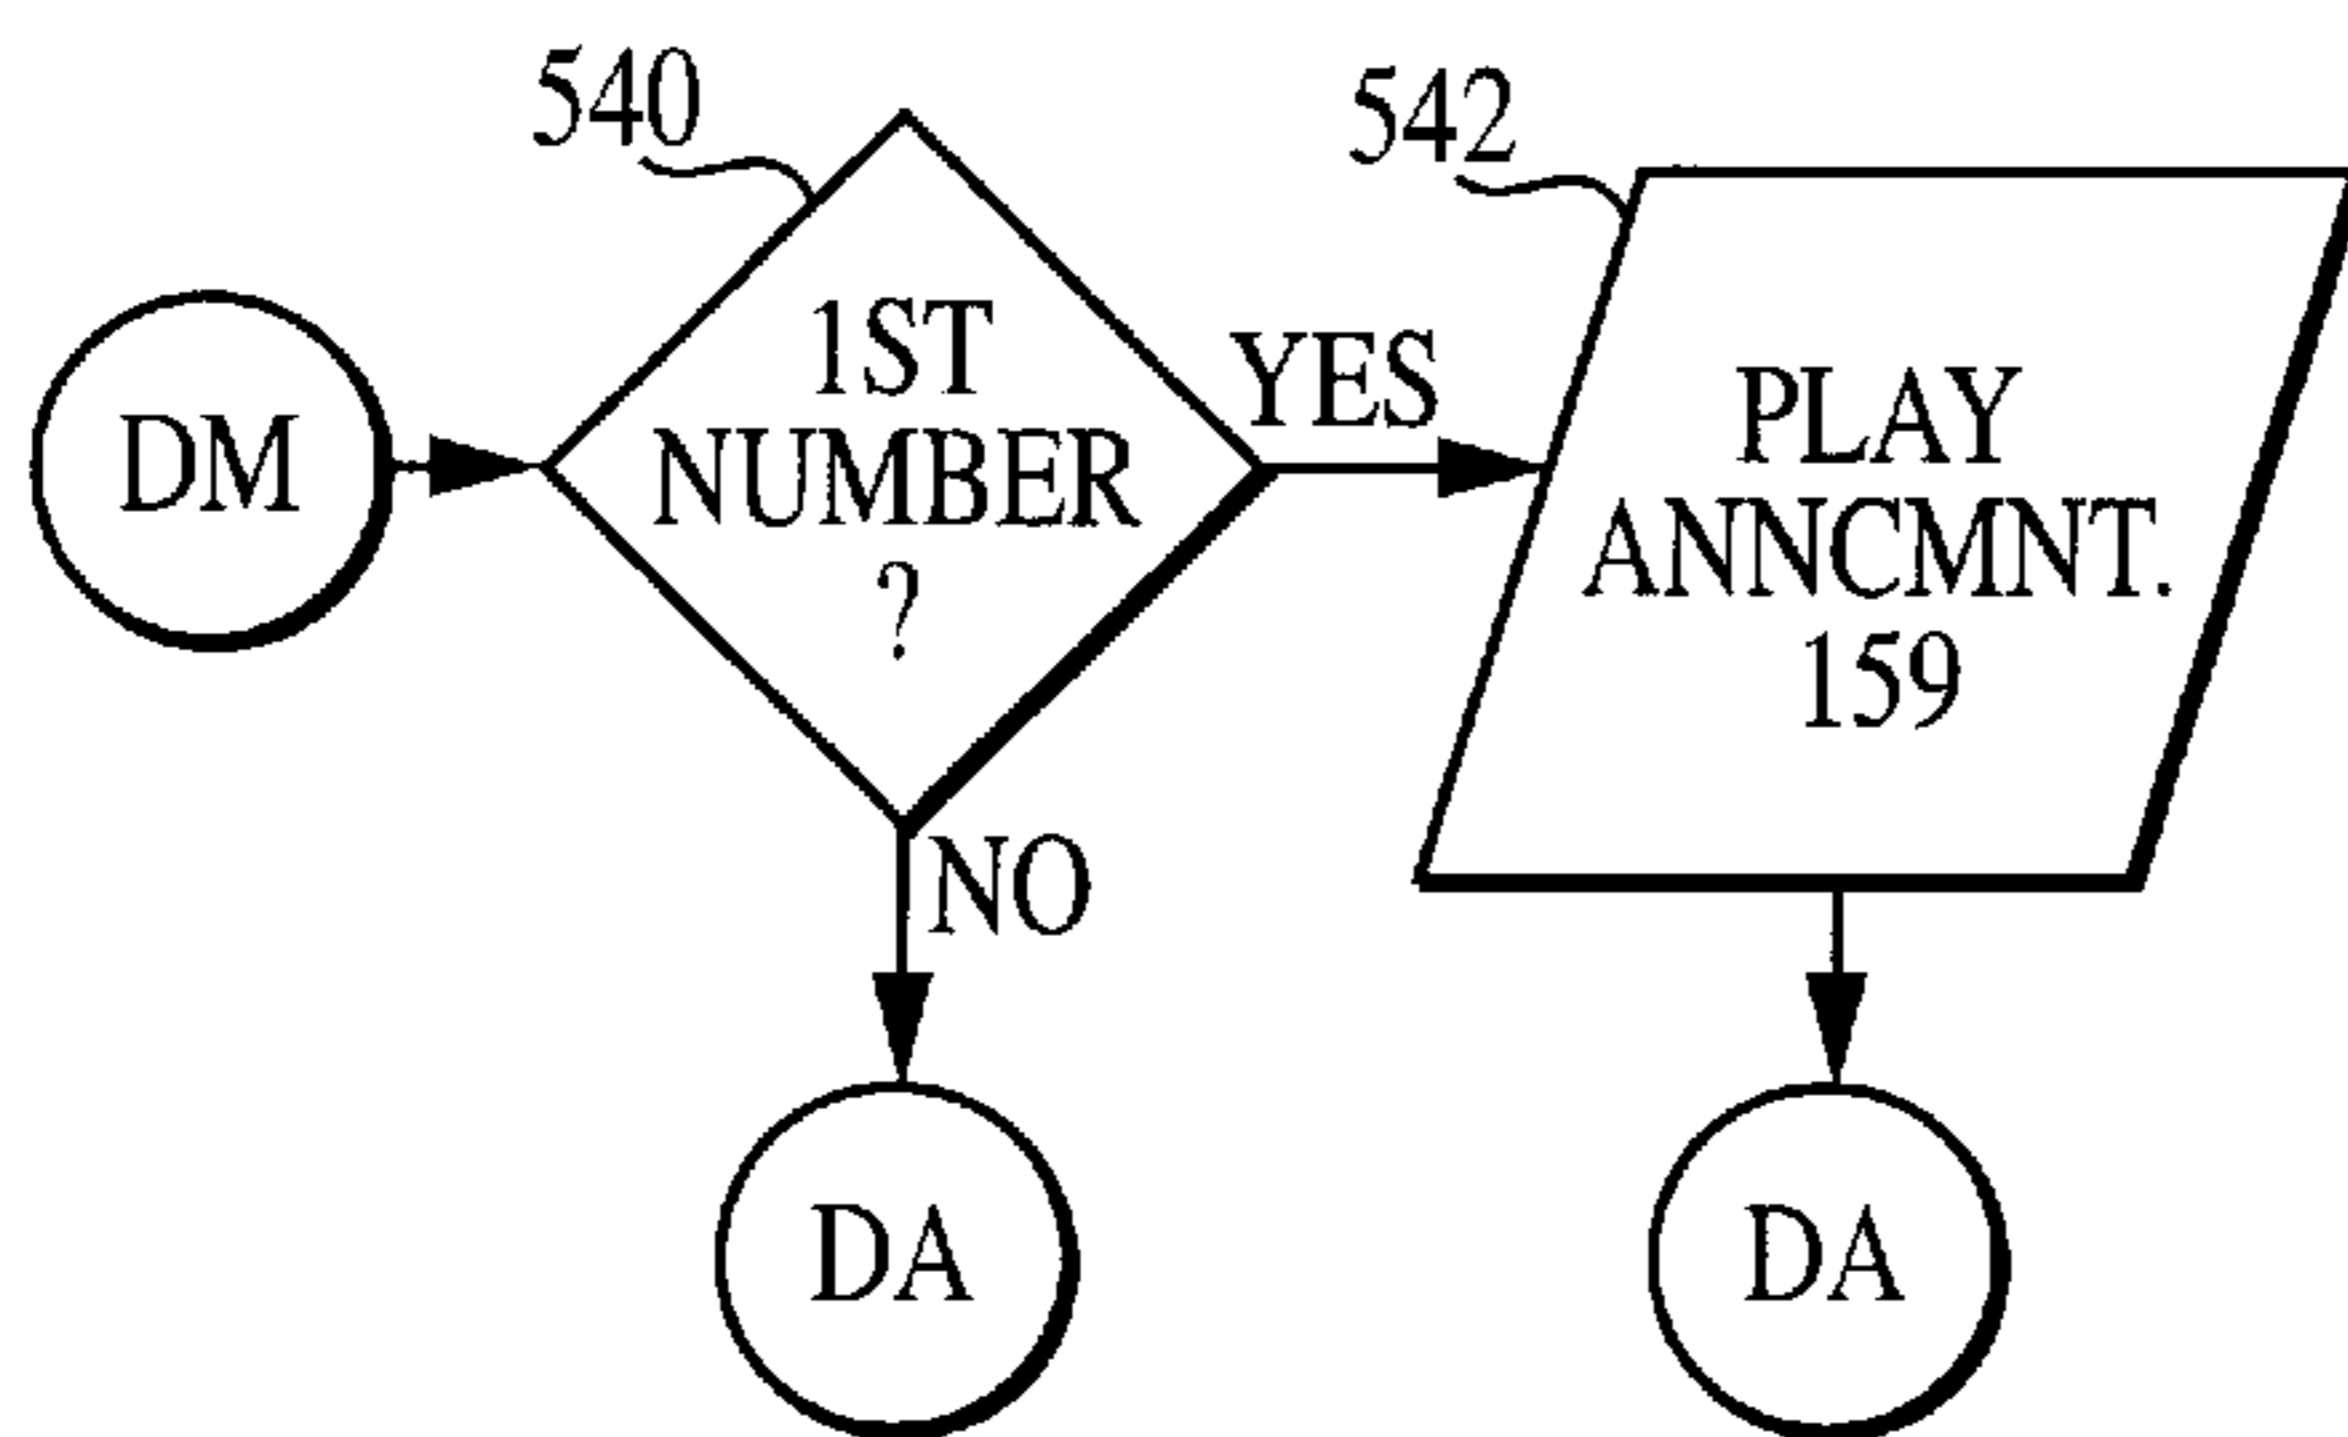 540
542
DM
1ST
NUMBER
?
YES
PLAY
ANNCMNT.
159
NO
DA
DA